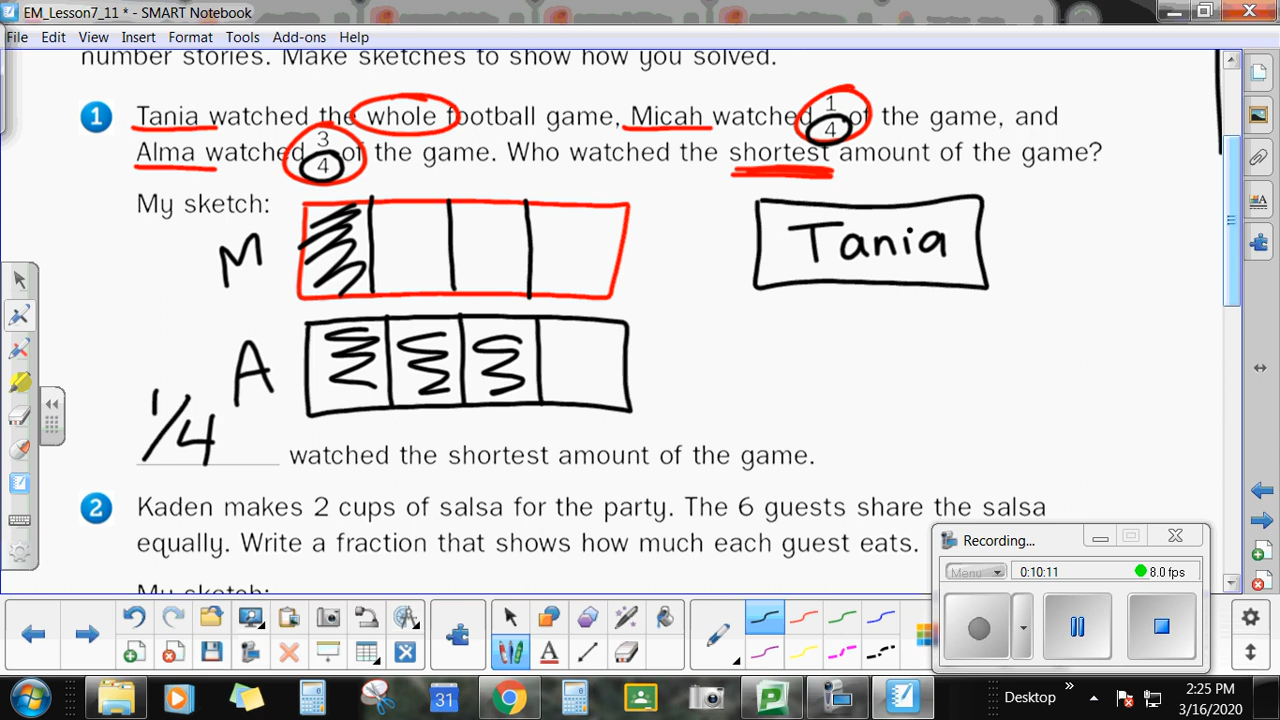 EM_Lesson7_11 * - SMART Notebook
File Edit View Insert Format Tools Add-ons Help
number stories. Make sketches to show how you solved.
1 Tania watched the whole football game, Micah watched 1/4 of the game, and
Alma watched 3/4 of the game. Who watched the shortest amount of the game?
My sketch:
M
Tania
A
1/4 watched the shortest amount of the game.
2 Kaden makes 2 cups of salsa for the party. The 6 guests share the salsa
equally. Write a fraction that shows how much each guest eats.
My sketch:
Recording...
Menu 0:10:11 8.0 fps
A
31
Desktop » 2:25 PM
3/16/2020